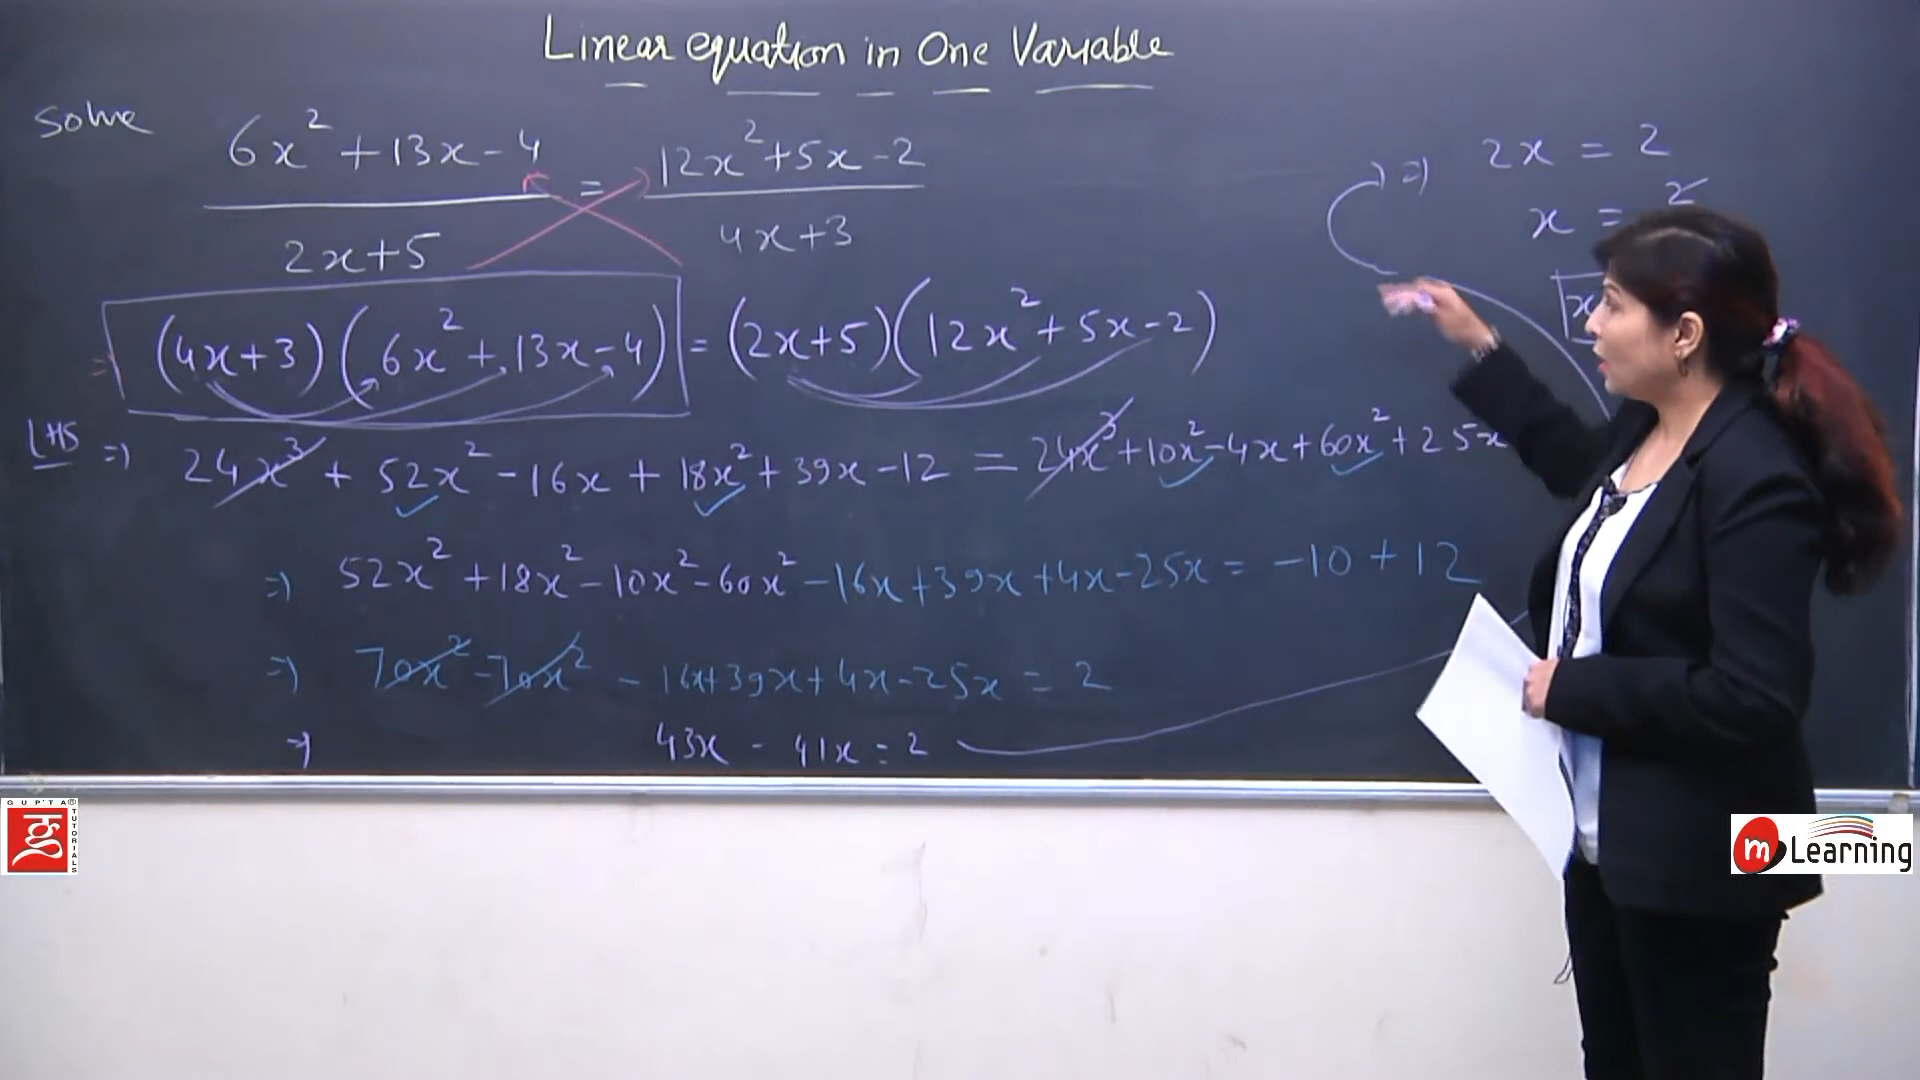 Linear equation in One Variable
Solve
6x² + 13x - 4 = 12x² + 5x - 2
2x + 5   4x + 3
⇒ (4x + 3)(6x² + 13x - 4) = (2x + 5)(12x² + 5x - 2)
LHS ⇒ 24x³ + 52x² - 16x + 18x² + 39x - 12 = 24x³ + 10x² - 4x + 60x² + 25x
⇒ 52x² + 18x² - 10x² - 60x² - 16x + 39x + 4x - 25x = -10 + 12
⇒ 70x² - 70x² - 16x + 39x + 4x - 25x = 2
⇒ 43x - 41x = 2
⇒ 2x = 2
x = 2
x
GUPTA® TUTORIALS
m Learning